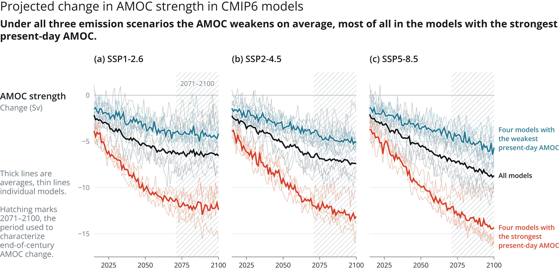 Projected change in AMOC strength in CMIP6 models
Under all three emission scenarios the AMOC weakens on average, most of all in the models with the strongest
present-day AMOC.
(a) SSP1-2.6
(b) SSP2-4.5
(c) SSP5-8.5
AMOC strength
Change (Sv)
0
−5
−10
−15
2071–2100
Thick lines are
averages, thin lines
individual models.
Hatching marks
2071–2100, the
period used to
characterize
end-of-century
AMOC change.
Four models with
the weakest
present-day AMOC
All models
Four models with
the strongest
present-day AMOC
2025 2050 2075 2100
2025 2050 2075 2100
2025 2050 2075 2100